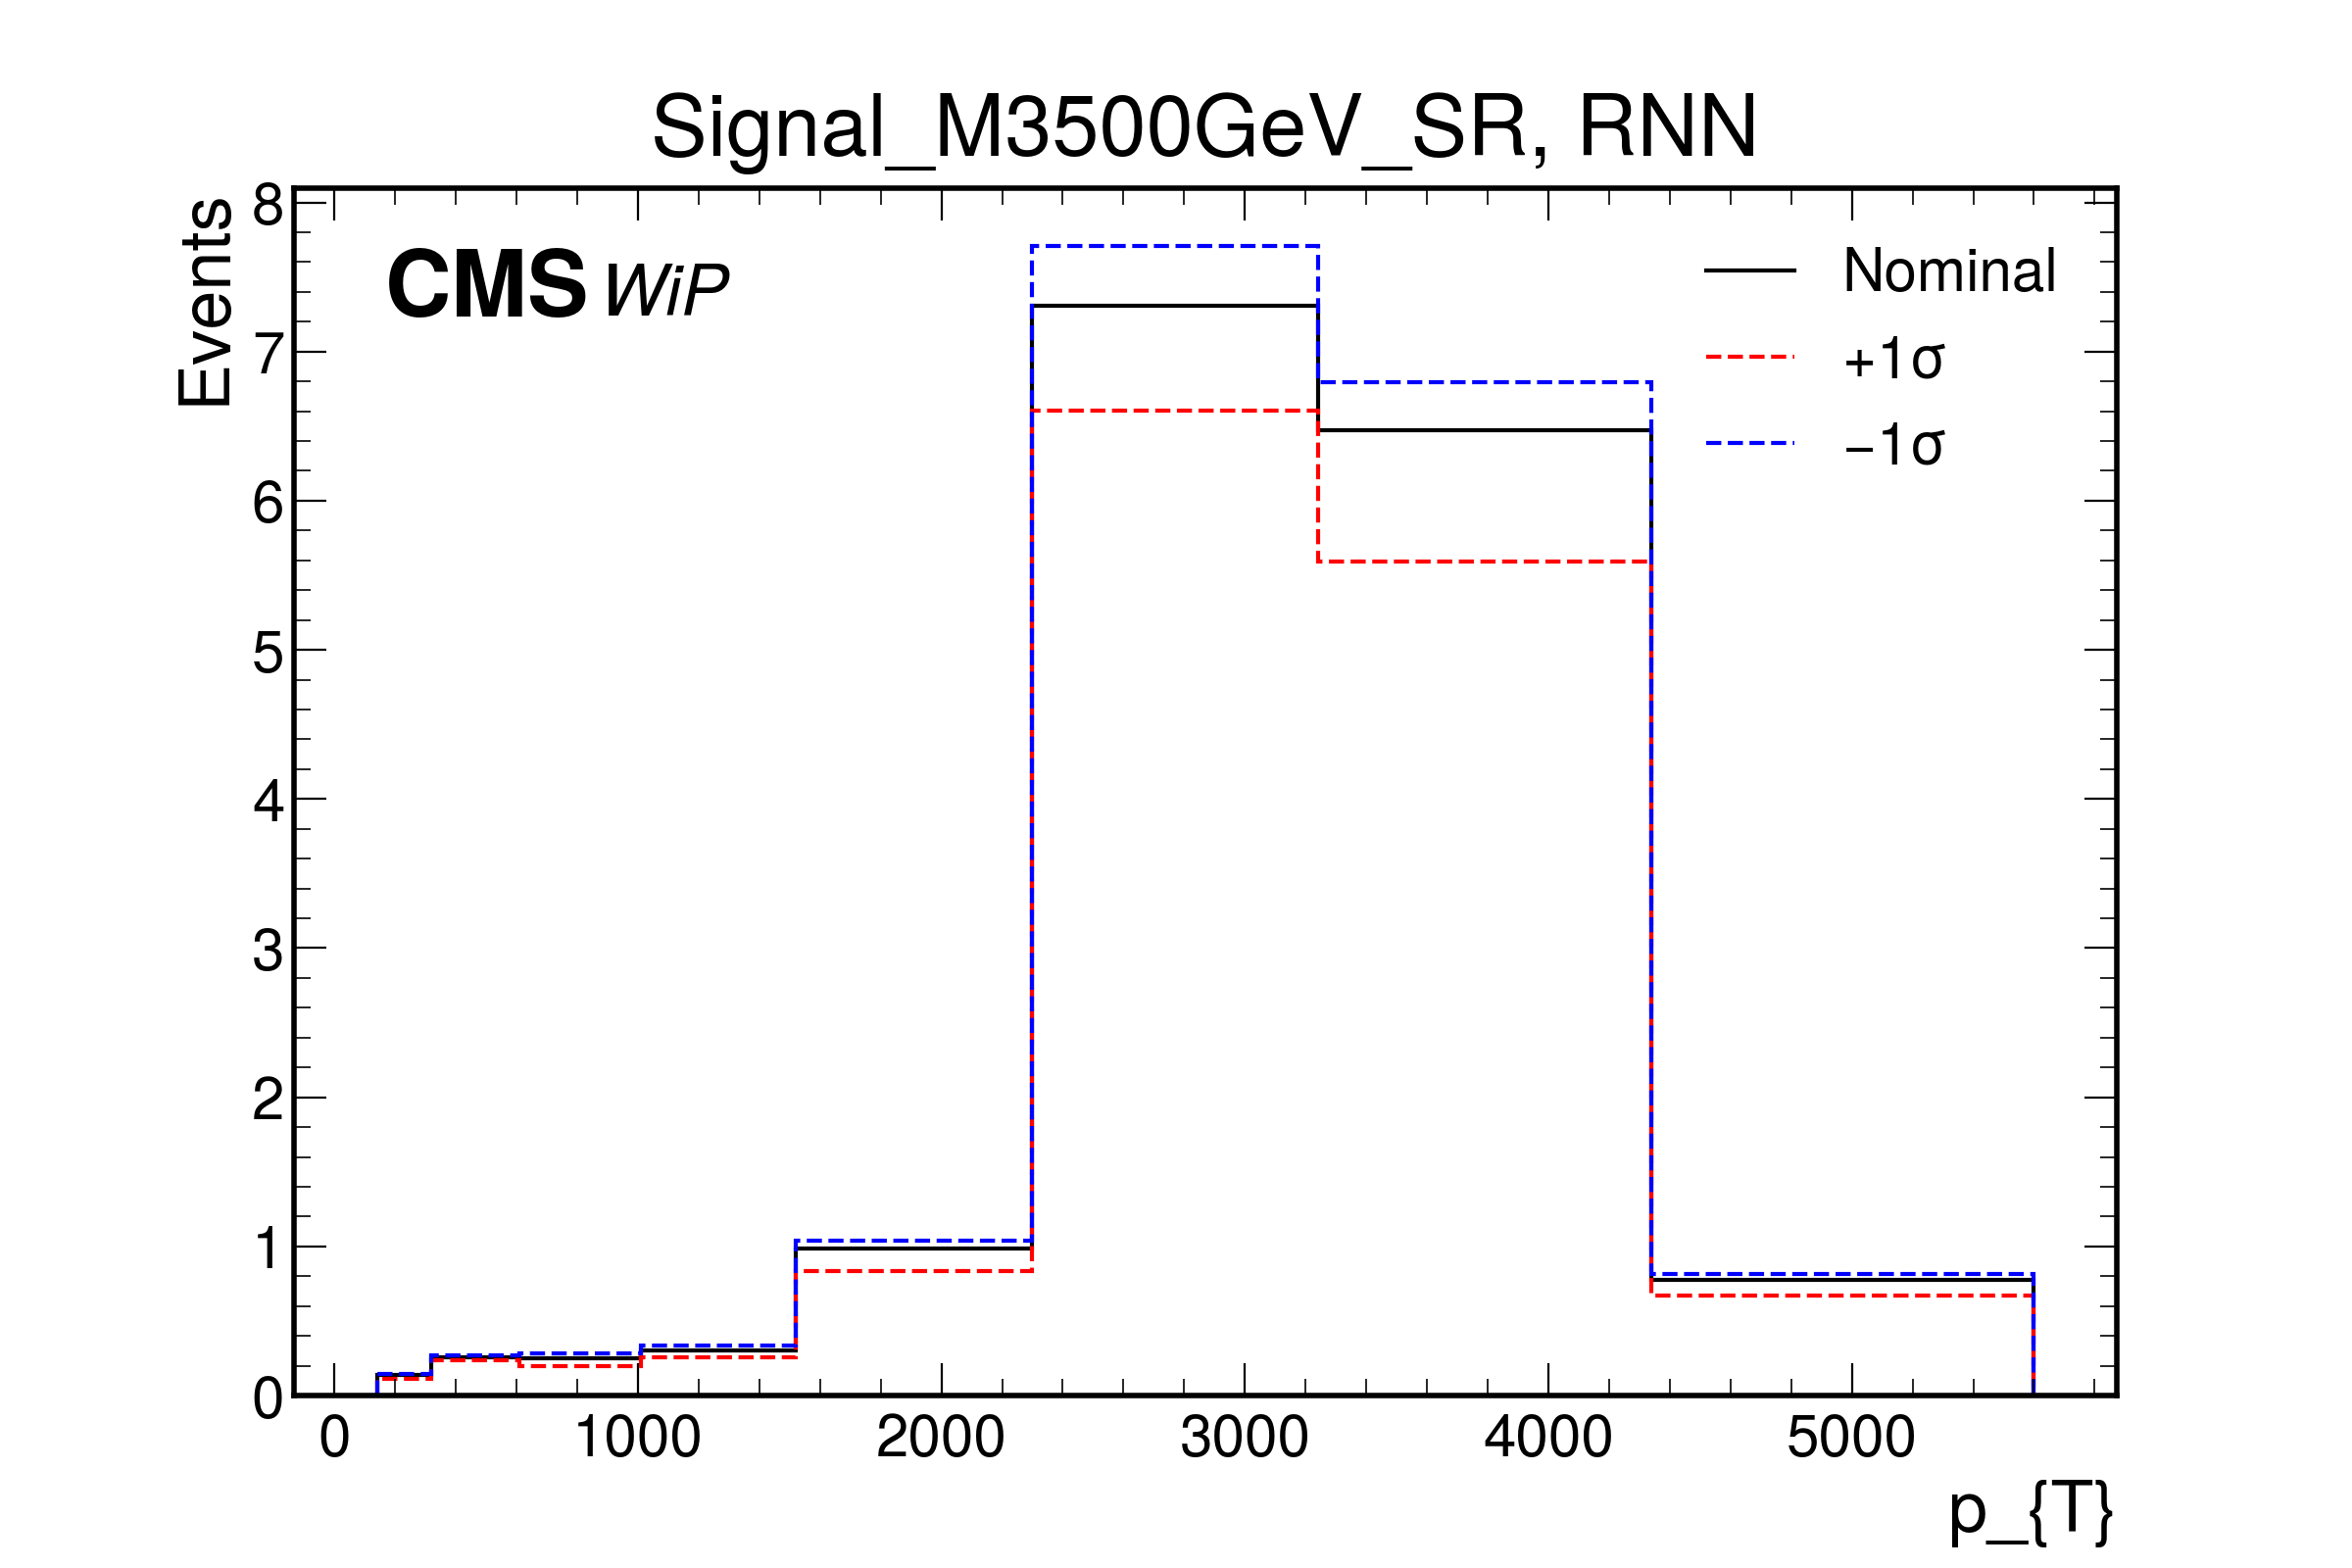 Signal_M3500GeV_SR, RNN
Events
CMS WiP
Nominal
+1σ
−1σ
8
7
6
5
4
3
2
1
0
0 1000 2000 3000 4000 5000
p_{T}